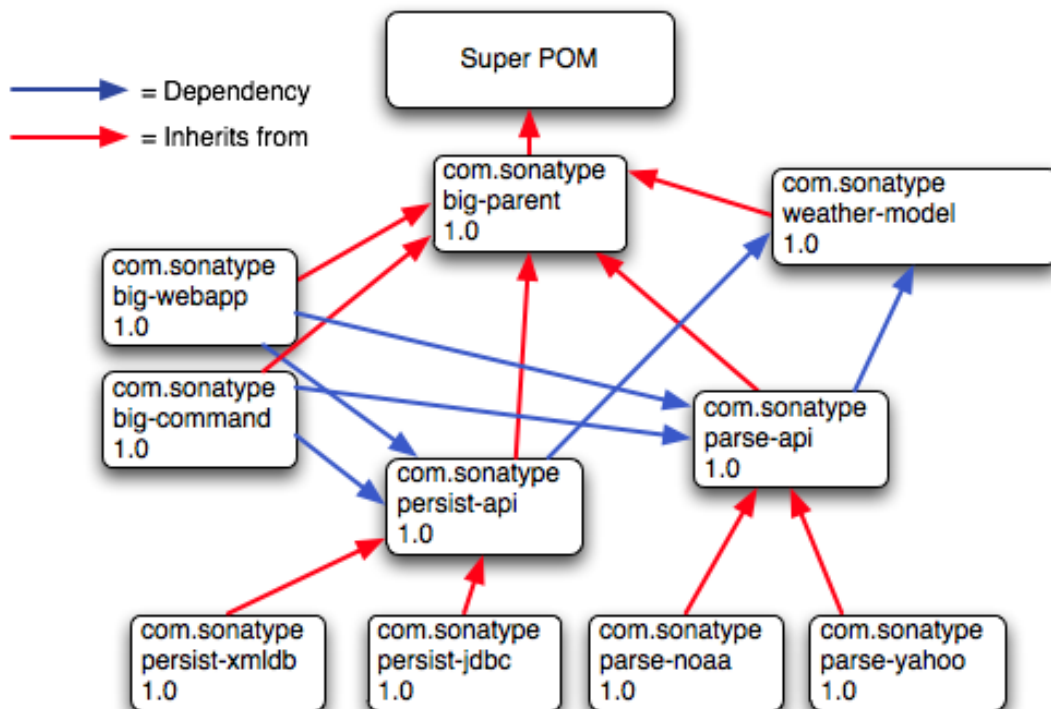 Super POM
= Dependency
= Inherits from
com.sonatype
big-parent
1.0
com.sonatype
weather-model
1.0
com.sonatype
big-webapp
1.0
com.sonatype
big-command
1.0
com.sonatype
parse-api
1.0
com.sonatype
persist-api
1.0
com.sonatype
persist-xmldb
1.0
com.sonatype
persist-jdbc
1.0
com.sonatype
parse-noaa
1.0
com.sonatype
parse-yahoo
1.0